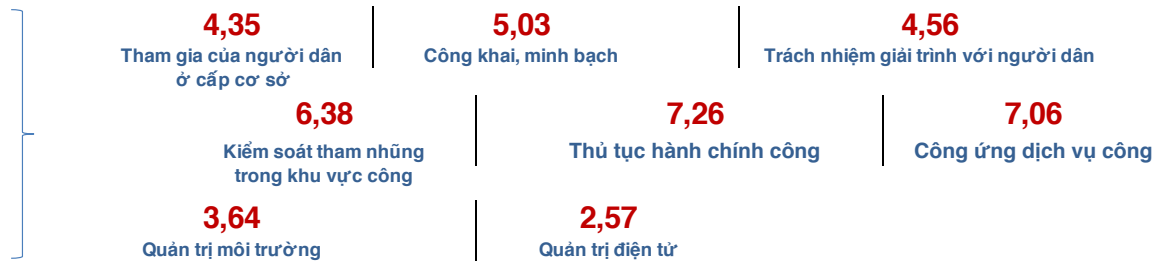 4,35
5,03
4,56
Tham gia của người dân
ở cấp cơ sở
Công khai, minh bạch
Trách nhiệm giải trình với người dân
6,38
7,26
7,06
Kiểm soát tham nhũng
trong khu vực công
Thủ tục hành chính công
Công ứng dịch vụ công
3,64
2,57
Quản trị môi trường
Quản trị điện tử